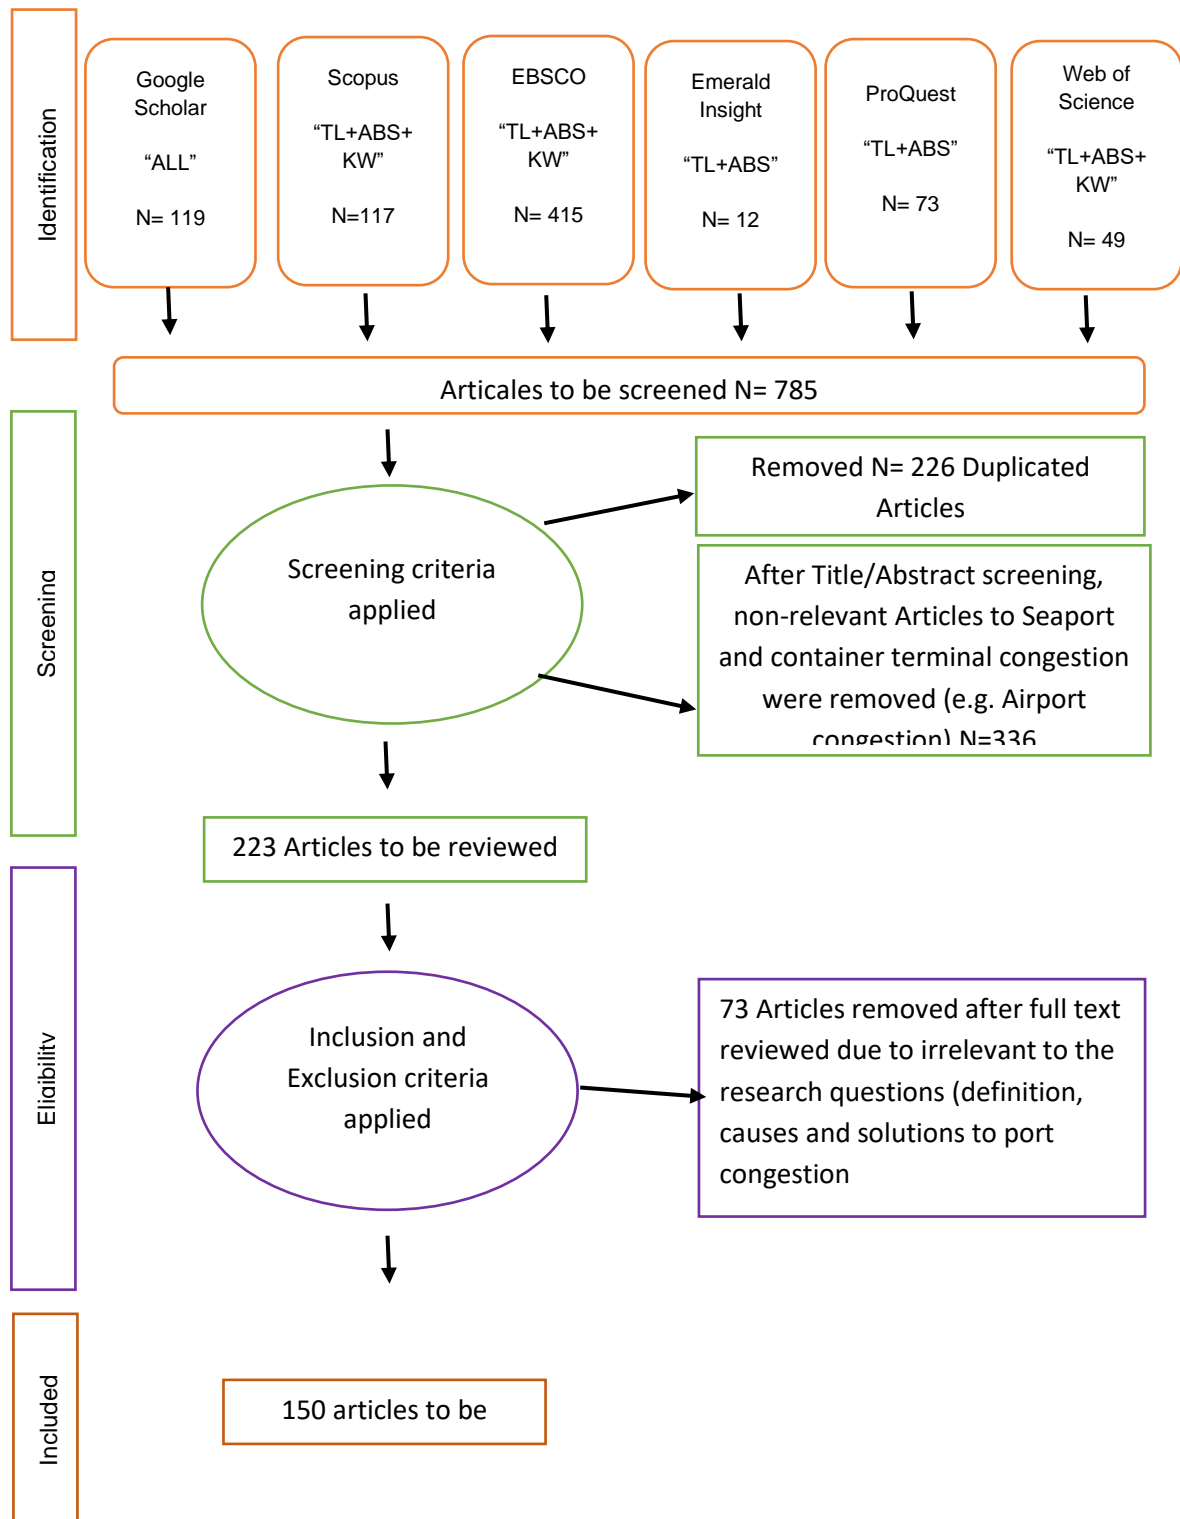 Identification
Google
Scholar
“ALL”
N= 119
Scopus
“TL+ABS+
KW”
N=117
EBSCO
“TL+ABS+
KW”
N= 415
Emerald
Insight
“TL+ABS”
N= 12
ProQuest
“TL+ABS”
N= 73
Web of
Science
“TL+ABS+
KW”
N= 49
Articales to be screened N= 785
Screening
Screening criteria
applied
Removed N= 226 Duplicated
Articles
After Title/Abstract screening,
non-relevant Articles to Seaport
and container terminal congestion
were removed (e.g. Airport
congestion) N=336
223 Articles to be reviewed
Eligibility
Inclusion and
Exclusion criteria
applied
73 Articles removed after full text
reviewed due to irrelevant to the
research questions (definition,
causes and solutions to port
congestion
Included
150 articles to be